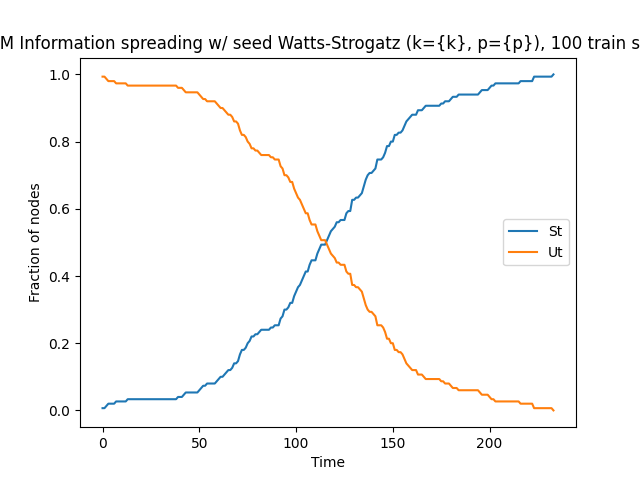 M Information spreading w/ seed Watts-Strogatz (k={k}, p={p}), 100 train s
1.0
0.8
0.6
0.4
0.2
0.0
Fraction of nodes
St
Ut
0 50 100 150 200
Time